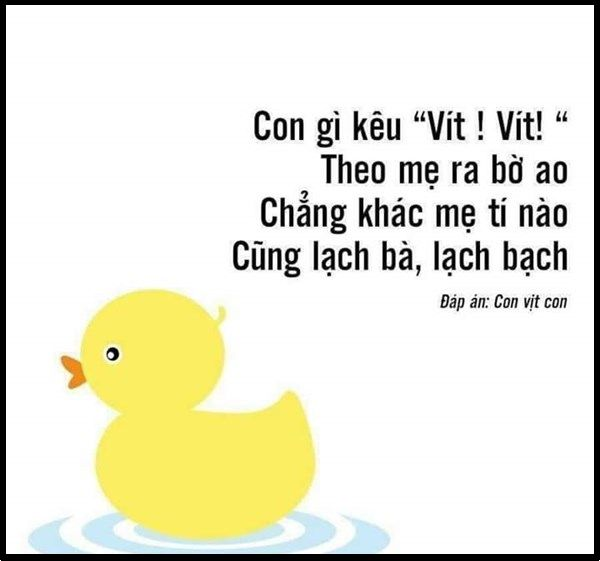 Con gì kêu “Vít ! Vít! “
Theo mẹ ra bờ ao
Chẳng khác mẹ tí nào
Cũng lạch bà, lạch bạch
Đáp án: Con vịt con